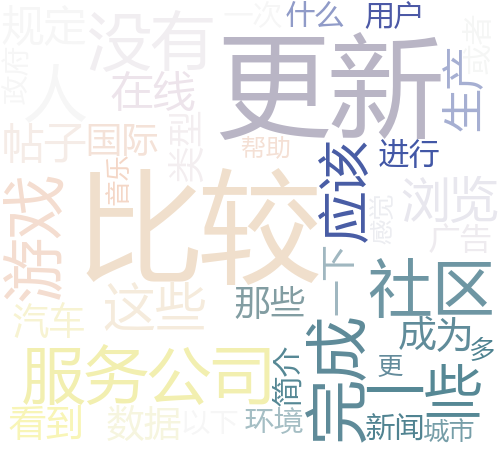 规定
一次
什么
用户
没有
更新
或者
政府
人
在线
生产
帖子
国际
类型
帮助
进行
音乐
应该
游戏
比较
浏览
感觉
广告
一下
社区
这些
那些
汽车
完成
成为
多
服务
公司
简介
更
一些
看到
数据
以下
环境
新闻
城市